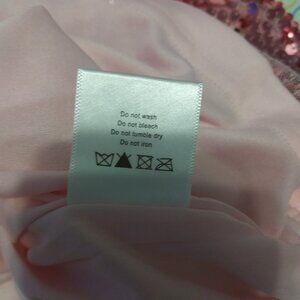 Do not wash
Do not bleach
Do not tumble dry
Do not iron